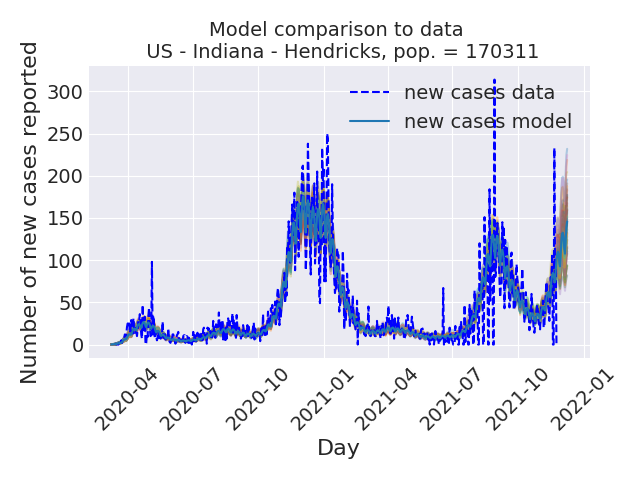 Model comparison to data
US - Indiana - Hendricks, pop. = 170311
new cases data
new cases model
Number of new cases reported
300
250
200
150
100
50
0
2020-04
2020-07
2020-10
2021-01
2021-04
2021-07
2021-10
2022-01
Day